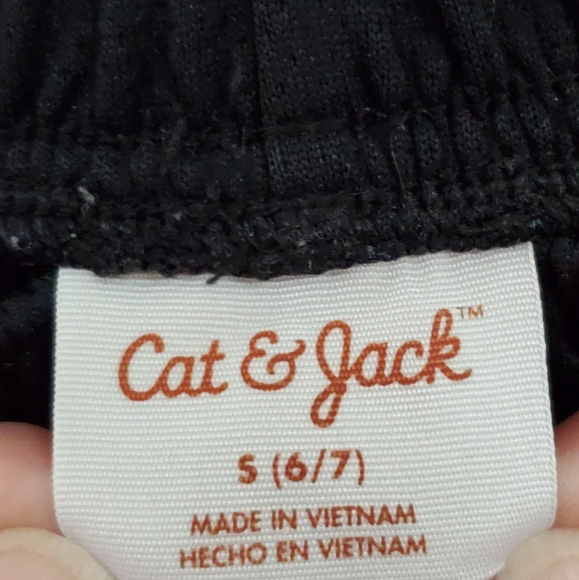 Cat & Jack™
S (6/7)
MADE IN VIETNAM
HECHO EN VIETNAM